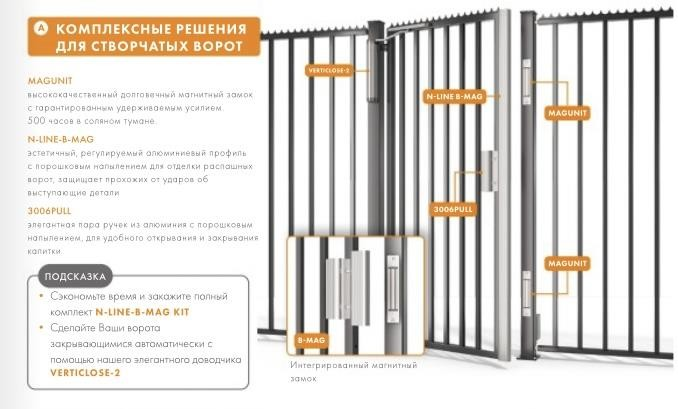 A КОМПЛЕКСНЫЕ РЕШЕНИЯ
ДЛЯ СТВОРЧАТЫХ ВОРОТ
MAGUNIT
высококачественный долговечный магнитный замок
с гарантированным удерживаемым усилием.
500 часов в соляном тумане.
N-LINE-B-MAG
эстетичный, регулируемый алюминиевый профиль
с порошковым напылением для отделки распашных
ворот, защищает прохожих от ударов об
выступающие детали
3006PULL
элегантная пара ручек из алюминия с порошковым
напылением, для удобного открывания и закрывания
калитки.
ПОДСКАЗКА
• Сэкономьте время и закажите полный
комплект N-LINE-B-MAG KIT
• Сделайте Ваши ворота
закрывающимися автоматически с
помощью нашего элегантного доводчика
VERTICLOSE-2
VERTICLOSE-2
N-LINE B-MAG
MAGUNIT
3006PULL
MAGUNIT
B-MAG
Интегрированный магнитный
замок